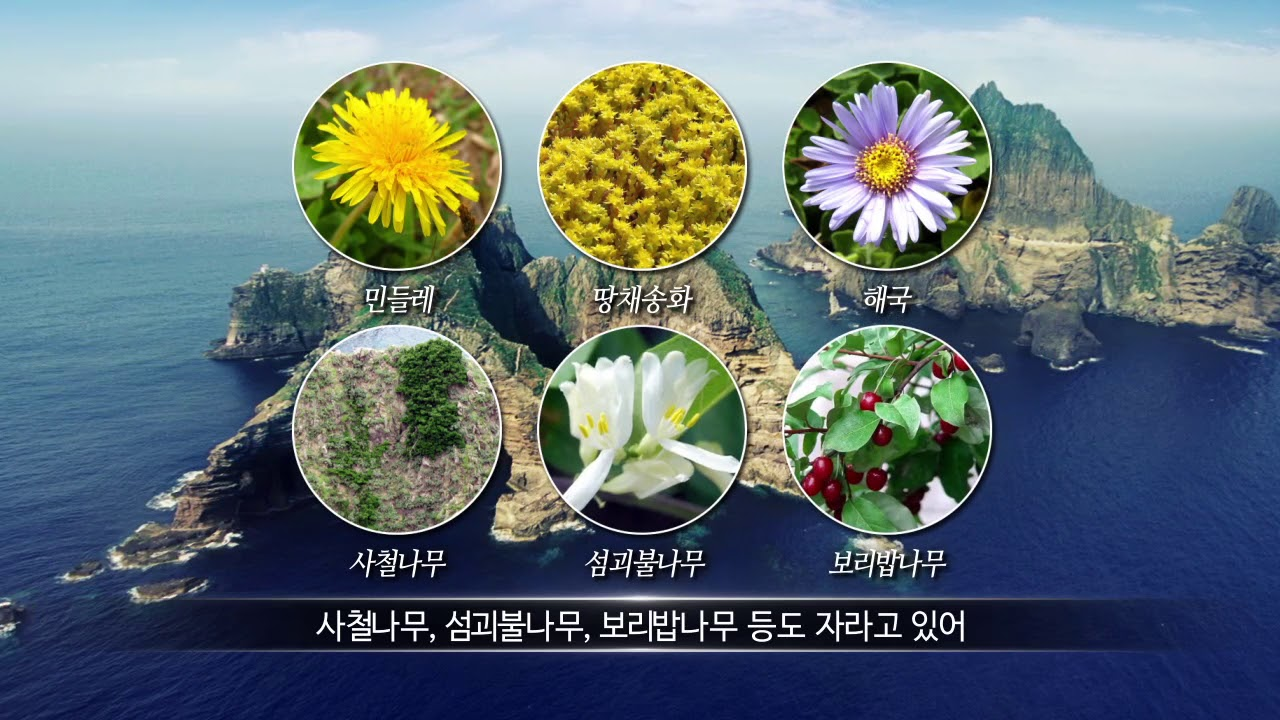 민들레
땅채송화
해국
사철나무
섬괴불나무
보리밥나무
사철나무, 섬괴불나무, 보리밥나무 등도 자라고 있어